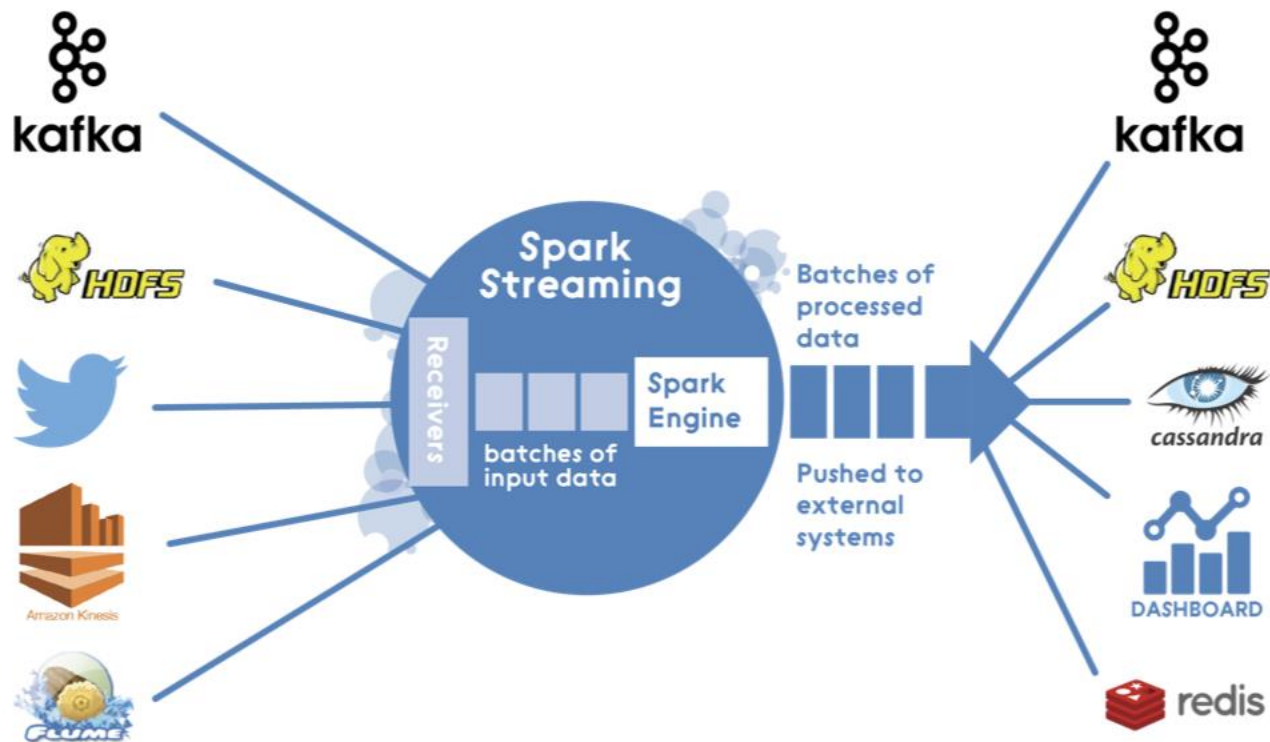 kafka
HDFS
Amazon Kinesis
FLUME
Spark
Streaming
Receivers
batches of
input data
Spark
Engine
Batches of
processed
data
Pushed to
external
systems
kafka
HDFS
cassandra
DASHBOARD
redis